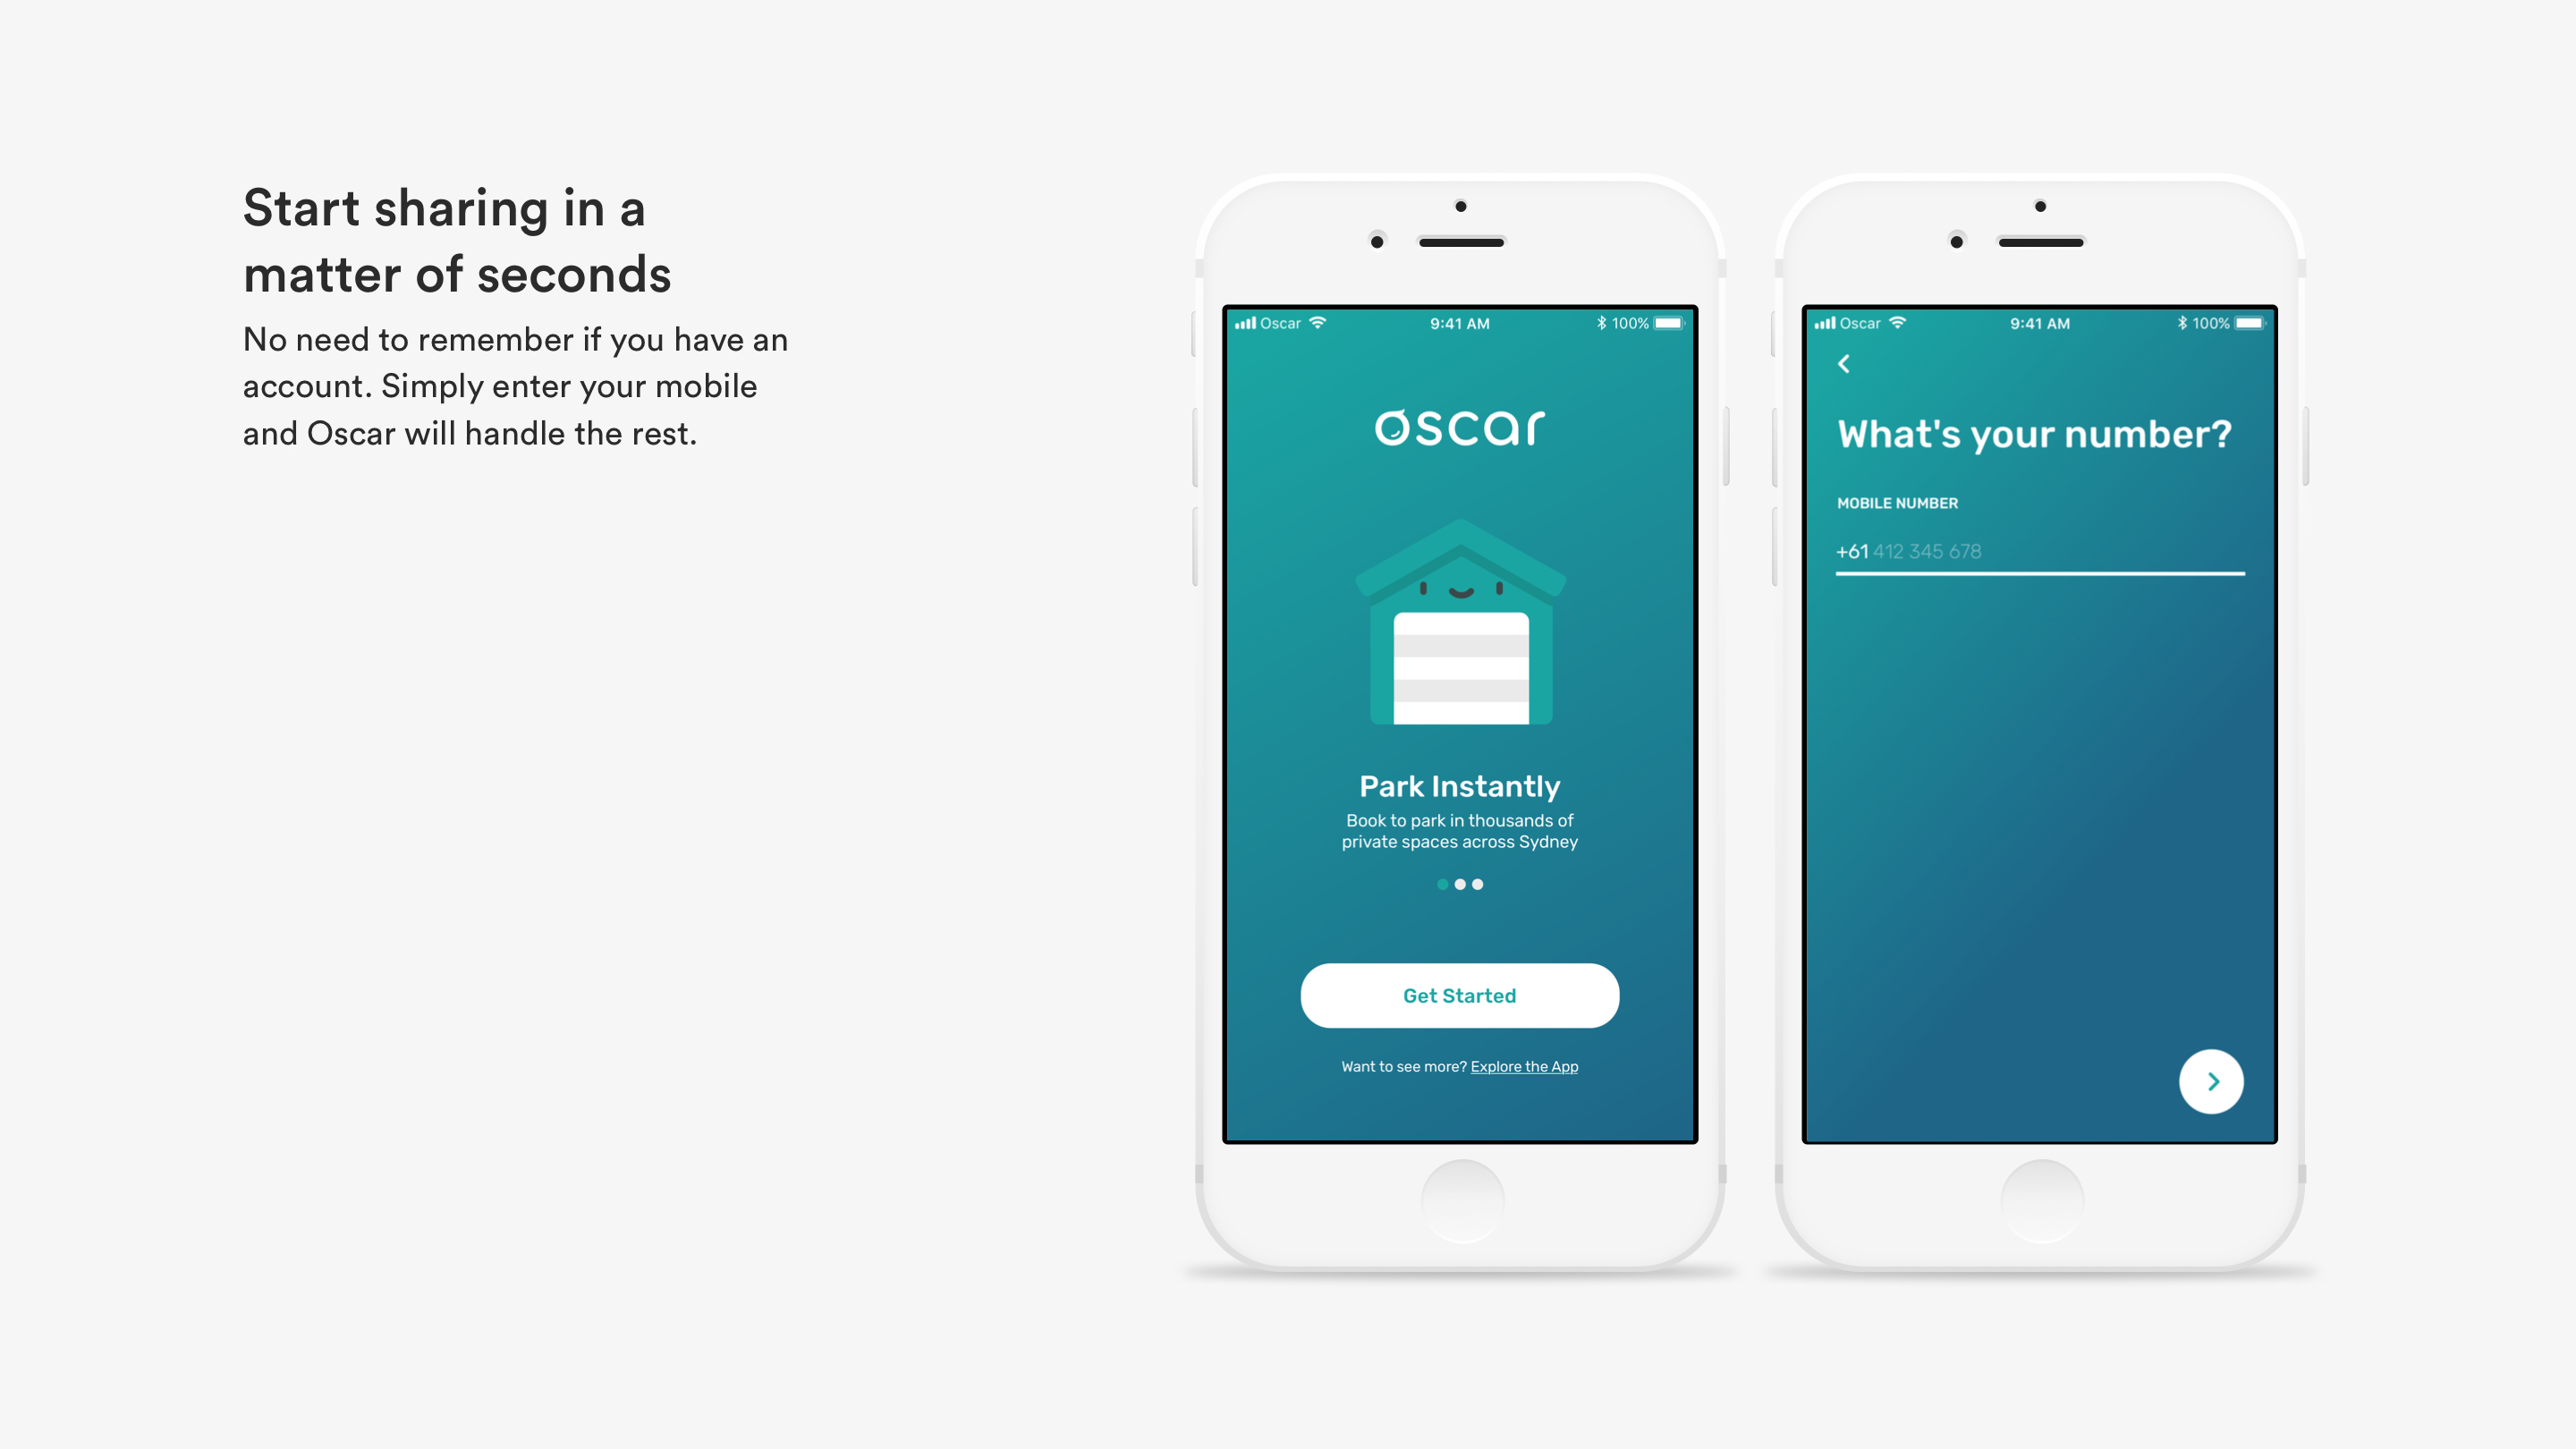 Start sharing in a
matter of seconds
No need to remember if you have an
account. Simply enter your mobile
and Oscar will handle the rest.
Oscar 9:41 AM 100%
oscar
Park Instantly
Book to park in thousands of
private spaces across Sydney
Get Started
Want to see more? Explore the App
Oscar 9:41 AM 100%
What's your number?
MOBILE NUMBER
+61 412 345 678